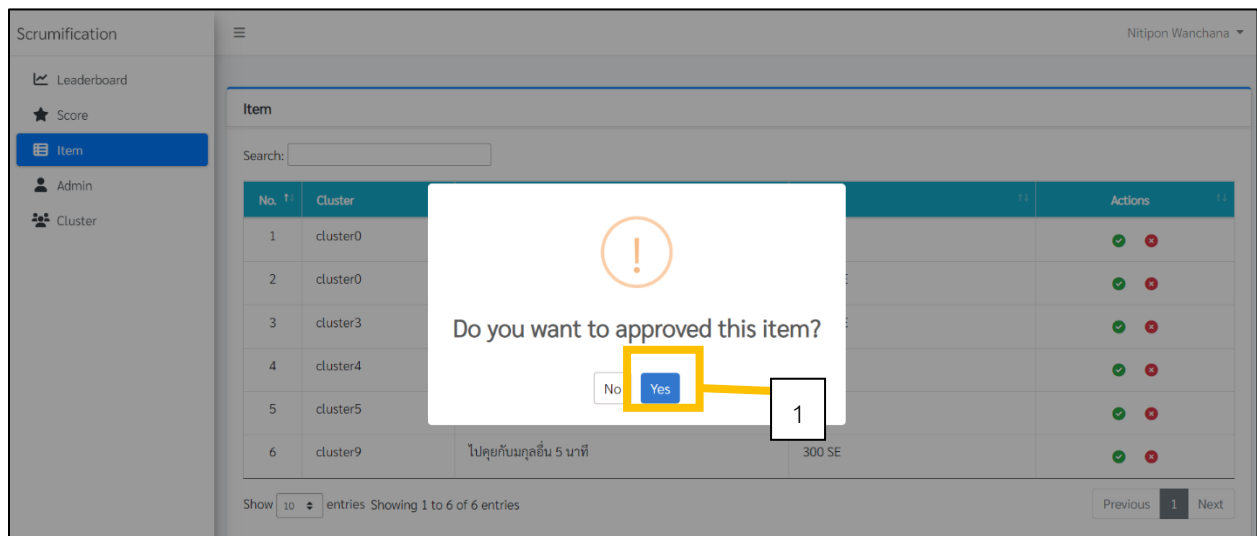 Scrumification
Nitipon Wanchana
Leaderboard
Score
Item
Admin
Cluster
Item
Search:
No. Cluster Actions
1 cluster0
2 cluster0
3 cluster3
4 cluster4
5 cluster5
6 cluster9 ไปคุยกับมกุลอื่น 5 นาที 300 SE
Do you want to approved this item?
No Yes
1
Show 10 entries Showing 1 to 6 of 6 entries
Previous 1 Next